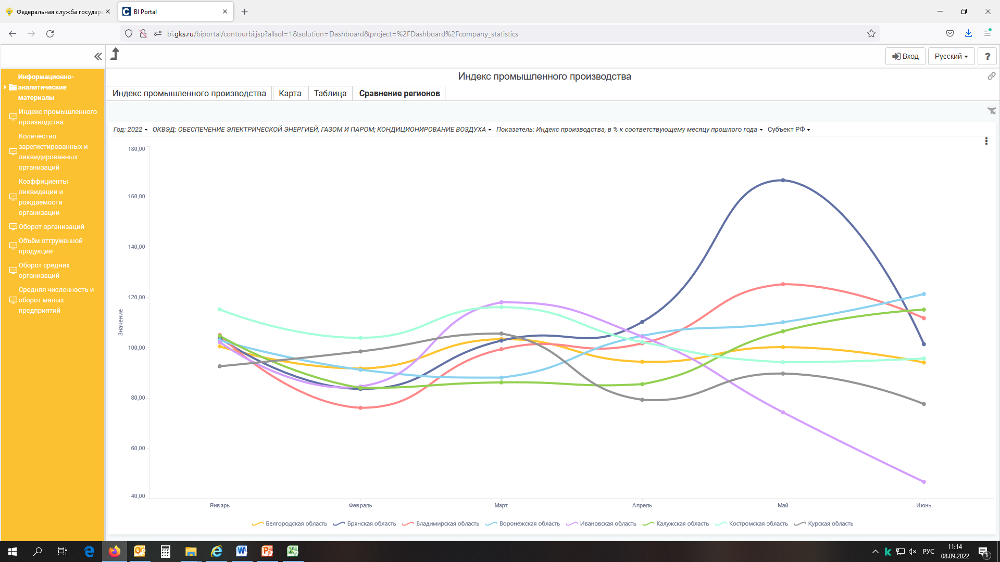 Федеральная служба государс
BI Portal
bi.gks.ru/biportal/contourbi.jsp?allsol=1&solution=Dashboard&project=%2FDashboard%2Fcompany_statistics
Вход
Русский
?
Информационно-
аналитические
материалы
Индекс промышленного
производства
Количество
зарегистрированных и
ликвидированных
организаций
Коэффициенты
ликвидации и
рождаемости
организации
Оборот организаций
Объём отгруженной
продукции
Оборот средних
организаций
Средняя численность и
оборот малых
предприятий
Индекс промышленного производства
Индекс промышленного производства
Карта
Таблица
Сравнение регионов
Год: 2022
ОКВЭД: ОБЕСПЕЧЕНИЕ ЭЛЕКТРИЧЕСКОЙ ЭНЕРГИЕЙ, ГАЗОМ И ПАРОМ; КОНДИЦИОНИРОВАНИЕ ВОЗДУХА
Показатель: Индекс производства, в % к соответствующему месяцу прошлого года
Субъект РФ
180,00
160,00
140,00
120,00
100,00
80,00
60,00
40,00
Значение
Январь
Февраль
Март
Апрель
Май
Июнь
Белгородская область
Брянская область
Владимирская область
Воронежская область
Ивановская область
Калужская область
Костромская область
Курская область
РУС
11:14
08.09.2022
1